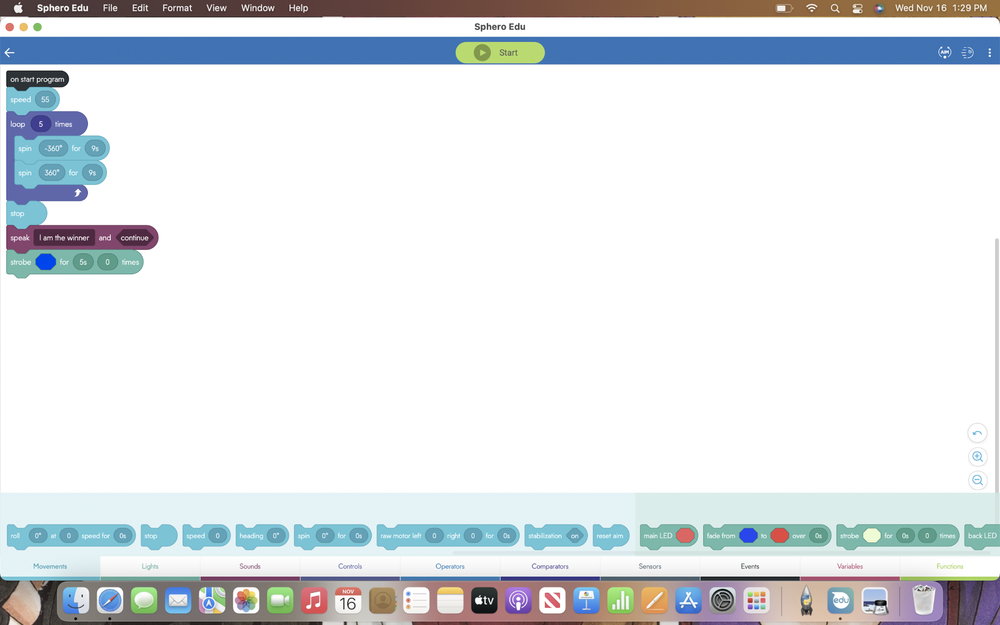 Sphero Edu File Edit Format View Window Help Wed Nov 16 1:29 PM
Sphero Edu
Start AIM
on start program
speed 55
loop 5 times
spin -360° for 9s
spin 360° for 9s
stop
speak I am the winner and continue
strobe for 5s 0 times
roll 0° at 0 speed for 0s stop speed 0 heading 0° spin 0° for 0s raw motor left 0 right 0 for 0s stabilization on reset aim main LED fade from to over 0s strobe for 0s 0 times back LED
Movements Lights Sounds Controls Operators Comparators Sensors Events Variables Functions
NOV
16
tv
edu